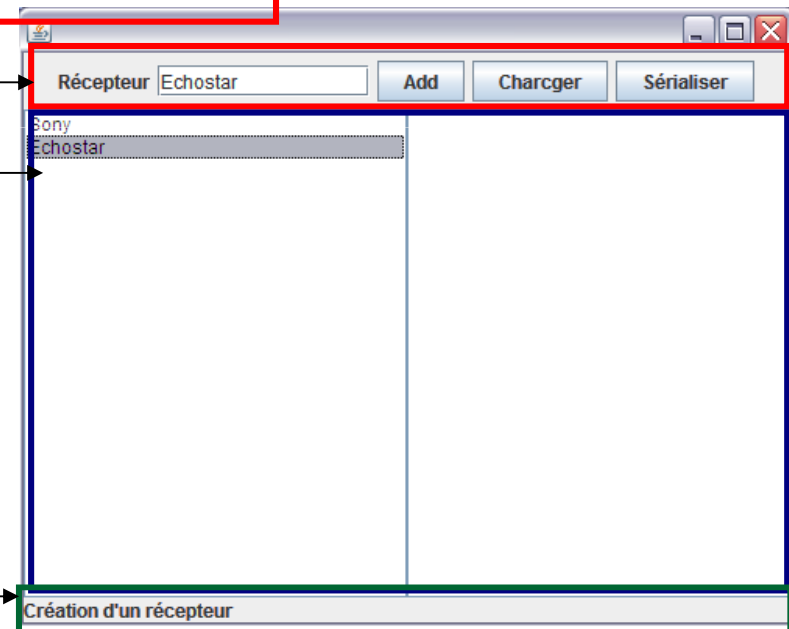 Récepteur Echostar Add Charcger Sérialiser
Sony
Echostar
Création d'un récepteur